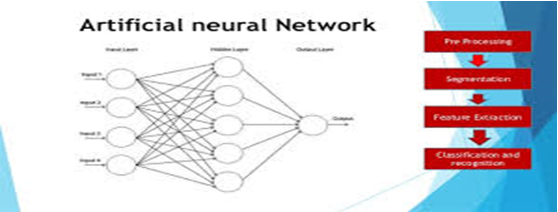 Artificial neural Network
Input Layer
Hidden Layer
Output Layer
Input 1
Input 2
Input 3
Input 4
Output
Pre Processing
Segmentation
Feature Extraction
Classification and
recognition